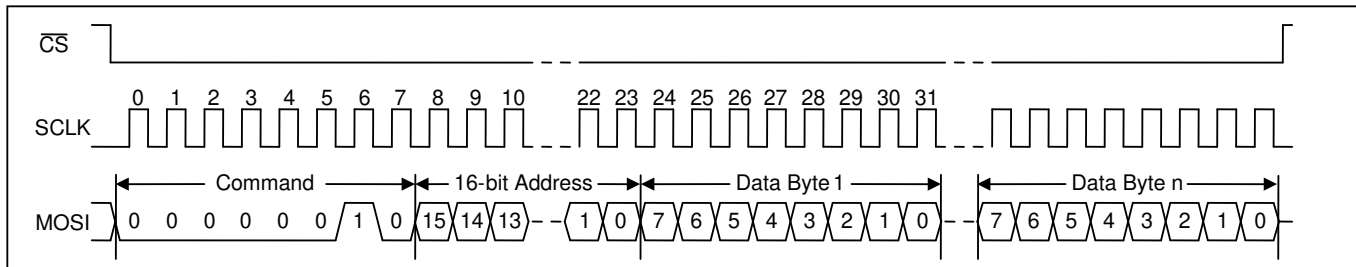 CS
0 1 2 3 4 5 6 7 8 9 10 22 23 24 25 26 27 28 29 30 31
SCLK
Command 16-bit Address Data Byte 1 Data Byte n
MOSI 0 0 0 0 0 0 1 0 15 14 13 1 0 7 6 5 4 3 2 1 0 7 6 5 4 3 2 1 0